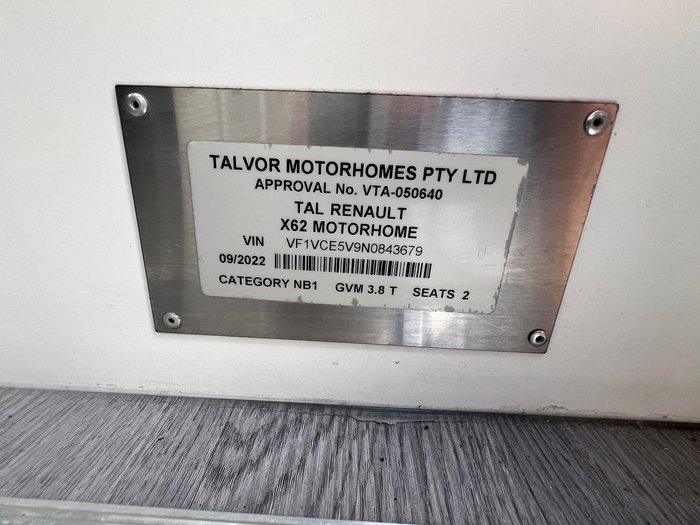 TALVOR MOTORHOMES PTY LTD
APPROVAL No. VTA-050640
TAL RENAULT
X62 MOTORHOME
VIN VF1VCE5V9N0843679
09/2022
CATEGORY NB1 GVM 3.8 T SEATS 2